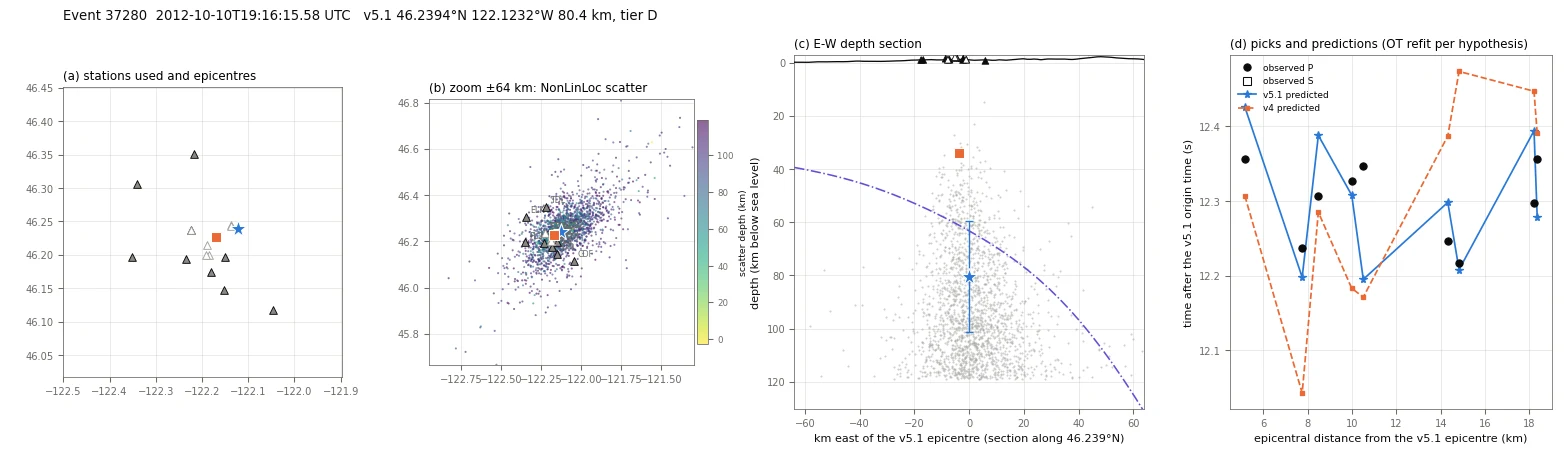 Event 37280  2012-10-10T19:16:15.58 UTC   v5.1 46.2394°N 122.1232°W 80.4 km, tier D
(a) stations used and epicentres
46.45
46.40
46.35
46.30
46.25
46.20
46.15
46.10
46.05
−122.5 −122.4 −122.3 −122.2 −122.1 −122.0 −121.9
(b) zoom ±64 km: NonLinLoc scatter
46.8
46.6
46.4
46.2
46.0
45.8
−122.75 −122.50 −122.25 −122.00 −121.75 −121.50
100
80
60
40
20
0
scatter depth (km)
(c) E-W depth section
0
20
40
60
80
100
120
depth (km below sea level)
−60 −40 −20 0 20 40 60
km east of the v5.1 epicentre (section along 46.239°N)
(d) picks and predictions (OT refit per hypothesis)
observed P
observed S
v5.1 predicted
v4 predicted
12.4
12.3
12.2
12.1
time after the v5.1 origin time (s)
6 8 10 12 14 16 18
epicentral distance from the v5.1 epicentre (km)